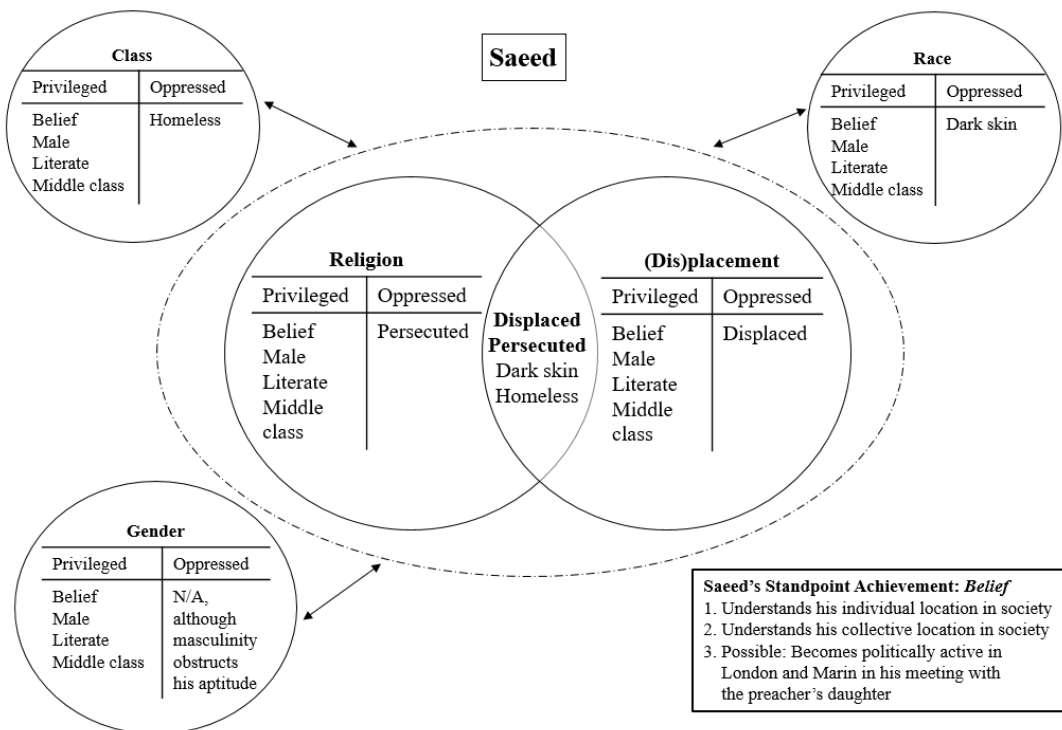 Saeed
Class
Privileged Oppressed
Belief Homeless
Male
Literate
Middle class
Race
Privileged Oppressed
Belief Dark skin
Male
Literate
Middle class
Religion
Privileged Oppressed
Belief Persecuted
Male
Literate
Middle
class
Displaced
Persecuted
Dark skin
Homeless
(Dis)placement
Privileged Oppressed
Belief Displaced
Male
Literate
Middle
class
Gender
Privileged Oppressed
Belief N/A,
Male although
Literate masculinity
Middle class obstructs
his aptitude
Saeed's Standpoint Achievement: Belief
1. Understands his individual location in society
2. Understands his collective location in society
3. Possible: Becomes politically active in
London and Marin in his meeting with
the preacher's daughter